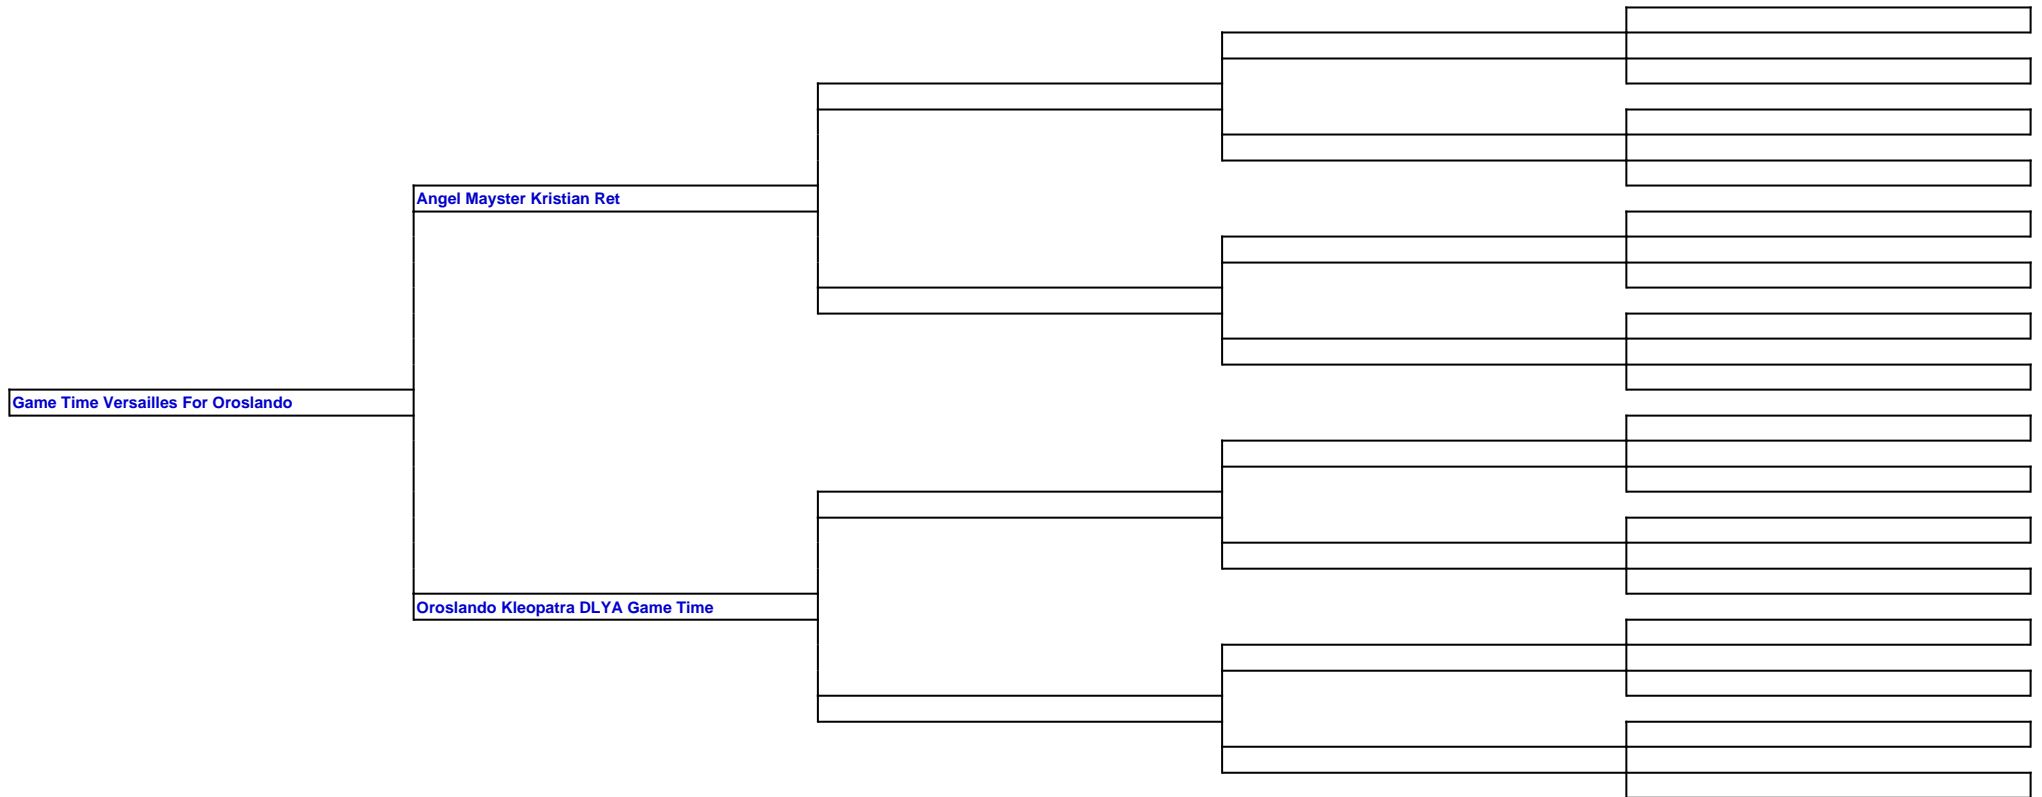 Angel Mayster Kristian Ret
Game Time Versailles For Oroslando
Oroslando Kleopatra DLYA Game Time